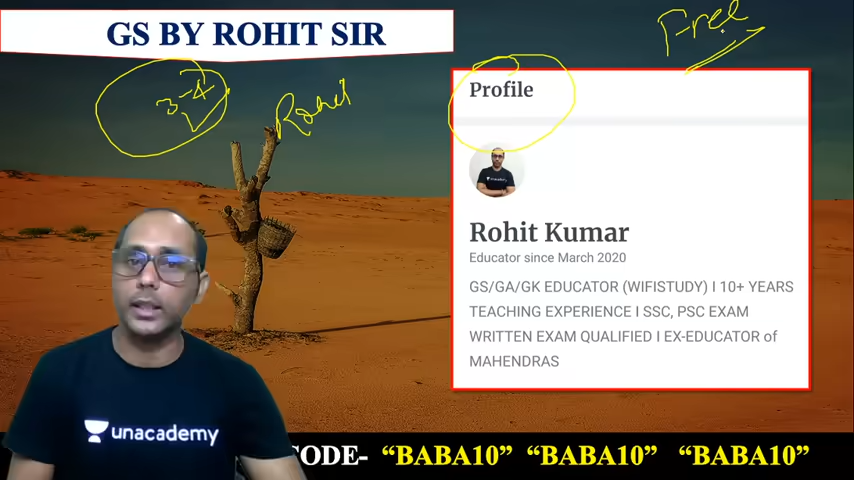 GS BY ROHIT SIR
Free
3-4
Rohit
Profile
unacademy
Rohit Kumar
Educator since March 2020
GS/GA/GK EDUCATOR (WIFISTUDY) I 10+ YEARS
TEACHING EXPERIENCE I SSC, PSC EXAM
WRITTEN EXAM QUALIFIED I EX-EDUCATOR of
MAHENDRAS
unacademy
CODE- “BABA10” “BABA10” “BABA10”